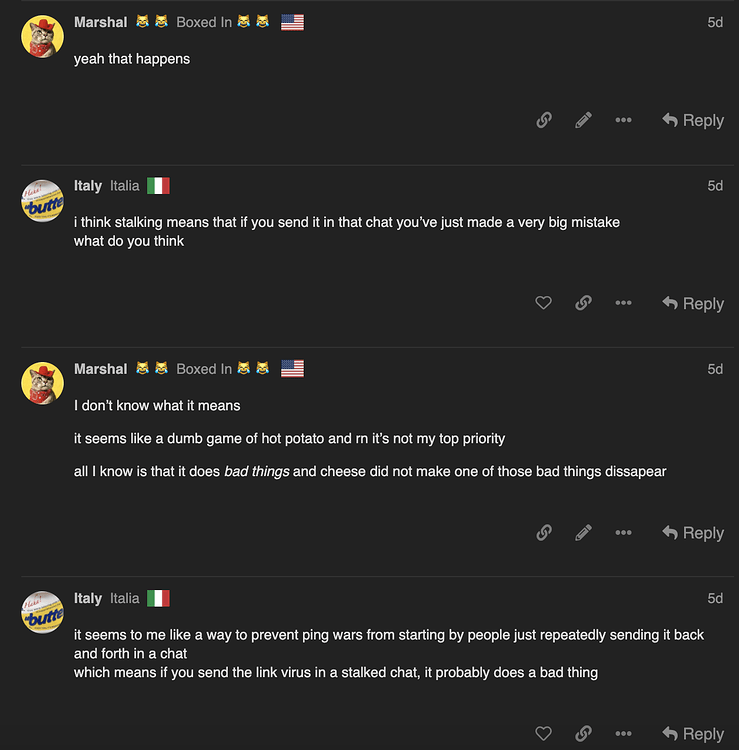 Marshal 😹 😹 Boxed In 😹 😹 🇺🇸 5d
yeah that happens
Reply
Italy Italia 🇮🇹 5d
i think stalking means that if you send it in that chat you’ve just made a very big mistake
what do you think
Reply
Marshal 😹 😹 Boxed In 😹 😹 🇺🇸 5d
I don’t know what it means
it seems like a dumb game of hot potato and rn it’s not my top priority
all I know is that it does bad things and cheese did not make one of those bad things dissapear
Reply
Italy Italia 🇮🇹 5d
it seems to me like a way to prevent ping wars from starting by people just repeatedly sending it back
and forth in a chat
which means if you send the link virus in a stalked chat, it probably does a bad thing
Reply